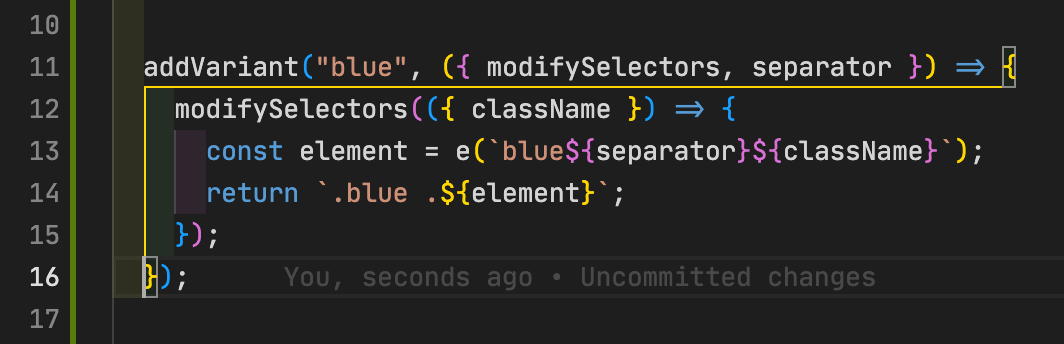 10
11 addVariant("blue", ({ modifySelectors, separator }) => {
12 modifySelectors(({ className }) => {
13 const element = e(`blue${separator}${className}`);
14 return `.blue .${element}`;
15 });
16 }); You, seconds ago • Uncommitted changes
17